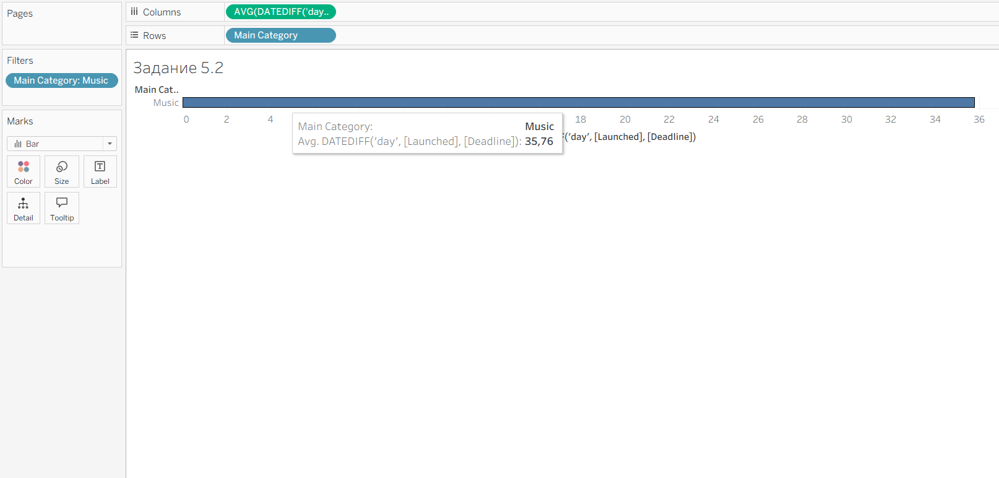 Pages
Columns
AVG(DATEDIFF('day..
Rows
Main Category
Filters
Main Category: Music
Marks
Bar
Color
Size
Label
Detail
Tooltip
Задание 5.2
Main Cat..
Music
0 2 4 18 20 22 24 26 28 30 32 34 36
('day', [Launched], [Deadline])
Main Category: Music
Avg. DATEDIFF('day', [Launched], [Deadline]): 35,76